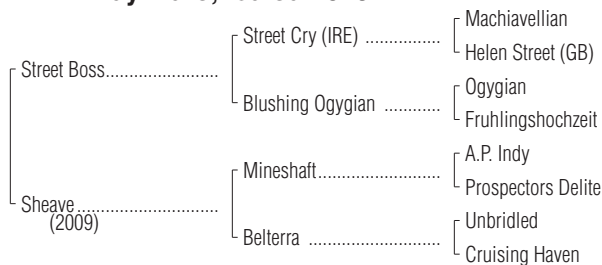 Machiavellian
Street Cry (IRE) ................
Helen Street (GB)
Street Boss........................
Ogygian
Blushing Ogygian ............
Fruhlingshochzeit
A.P. Indy
Mineshaft..........................
Prospectors Delite
Sheave..............................
(2009)
Unbridled
Belterra ............................
Cruising Haven